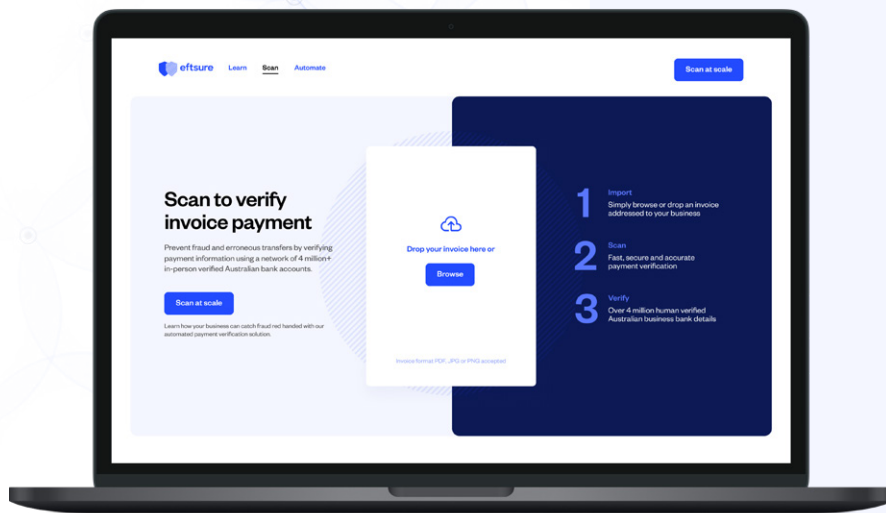 eftsure Learn Scan Automate Scan at scale
Scan to verify
invoice payment
Prevent fraud and erroneous transfers by verifying
payment information using a network of 4 million+
in-person verified Australian bank accounts.
Scan at scale
Learn how your business can catch fraud red handed with our
automated payment verification solution.
Drop your invoice here or
Browse
Invoice format PDF, JPG or PNG accepted
1
Import
Simply browse or drop an invoice
addressed to your business
2
Scan
Fast, secure and accurate
payment verification
3
Verify
Over 4 million human verified
Australian business bank details